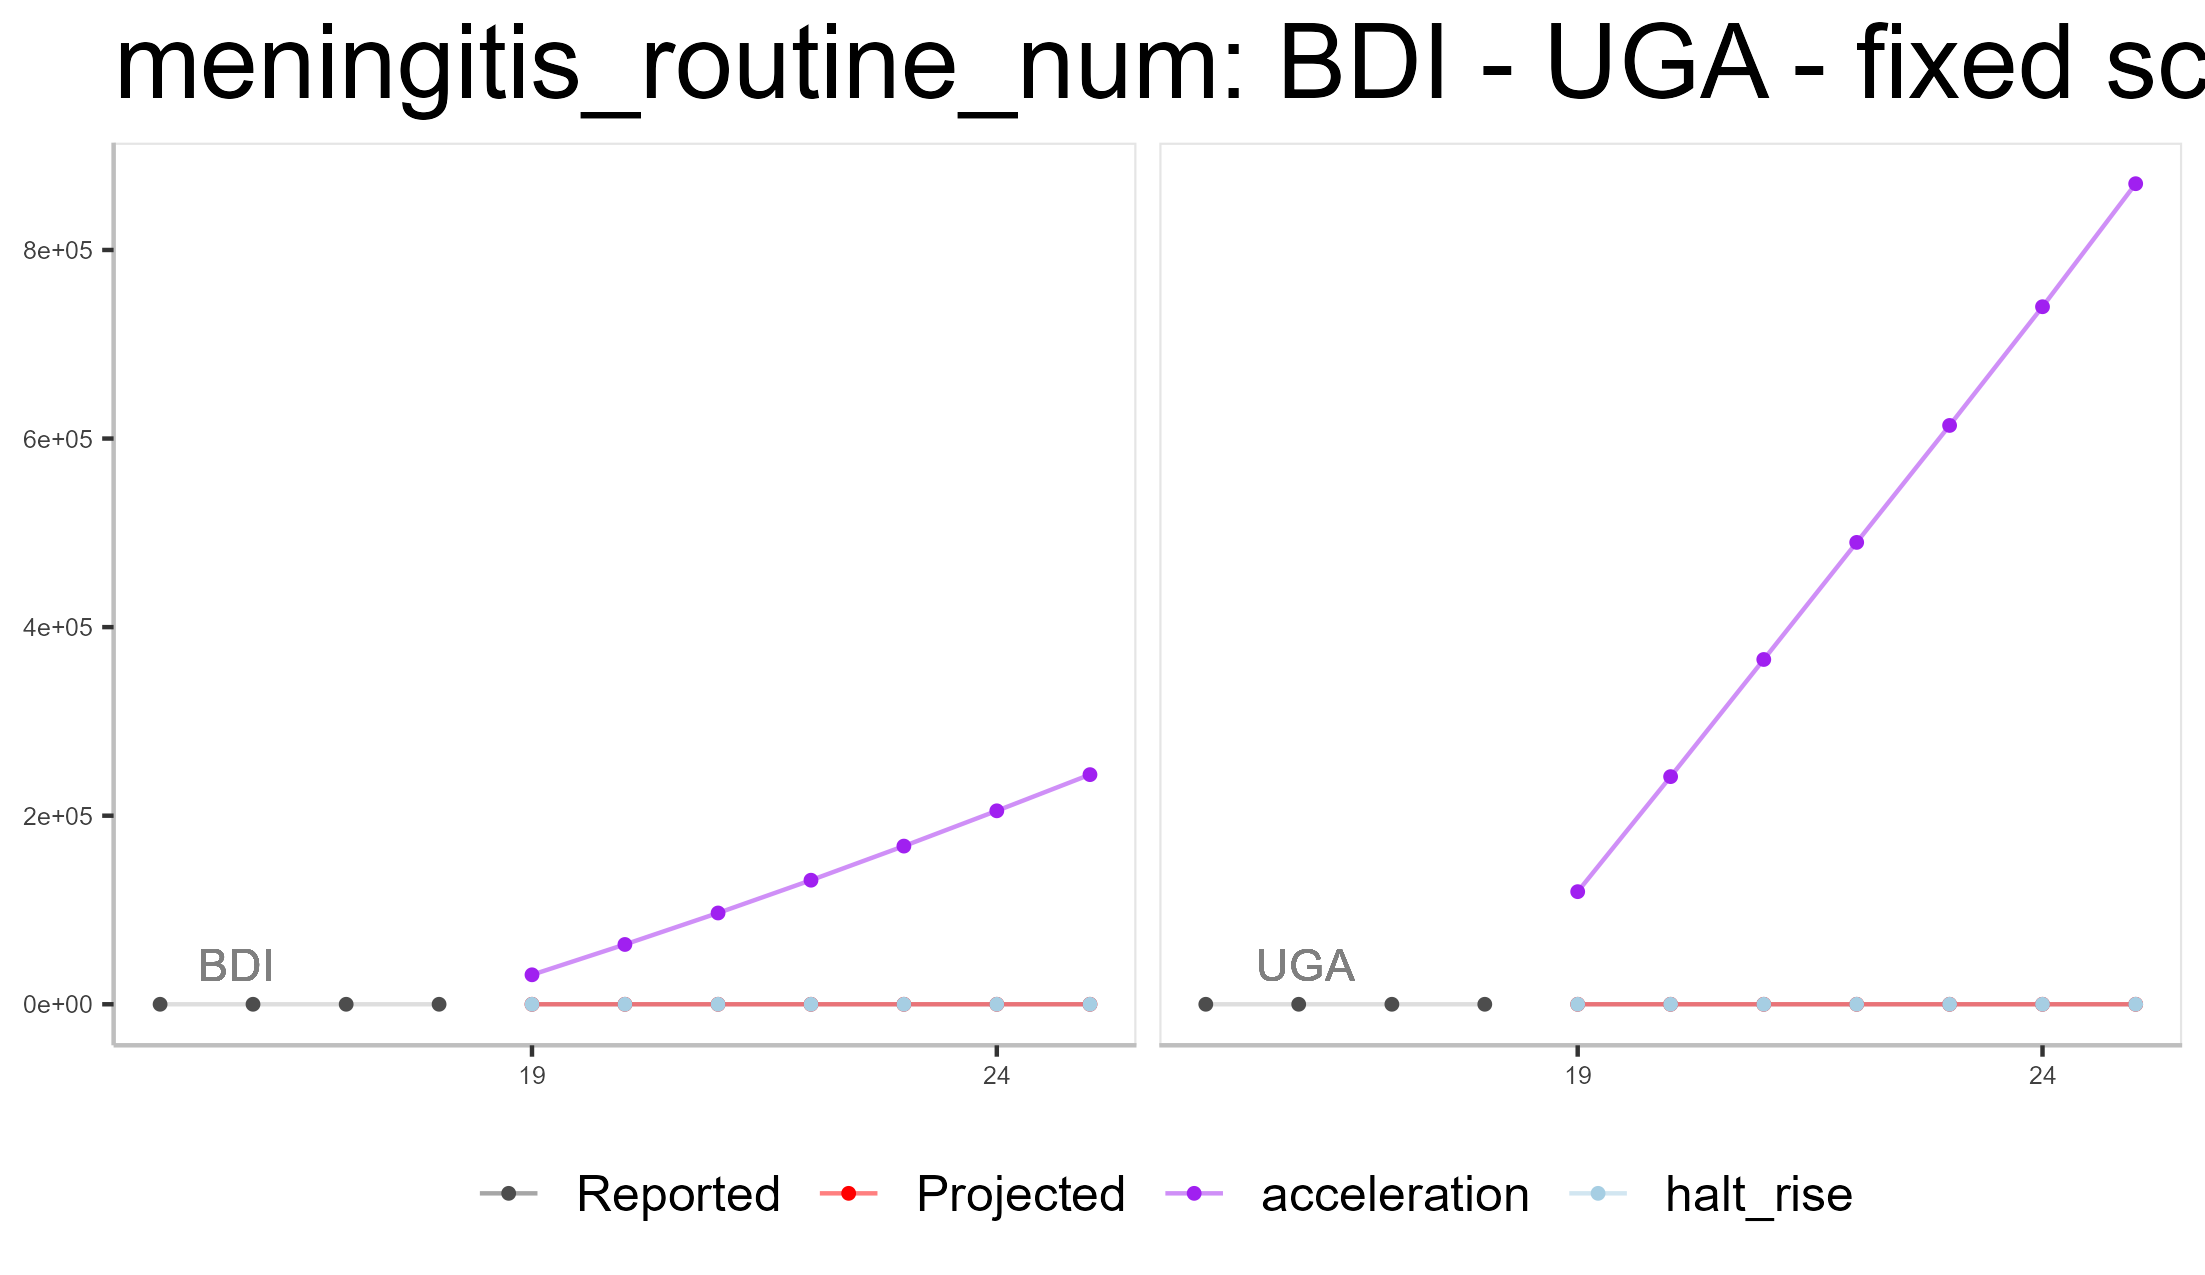 meningitis_routine_num: BDI - UGA - fixed sc
8e+05
6e+05
4e+05
2e+05
0e+00
BDI
UGA
19
24
19
24
Reported
Projected
acceleration
halt_rise